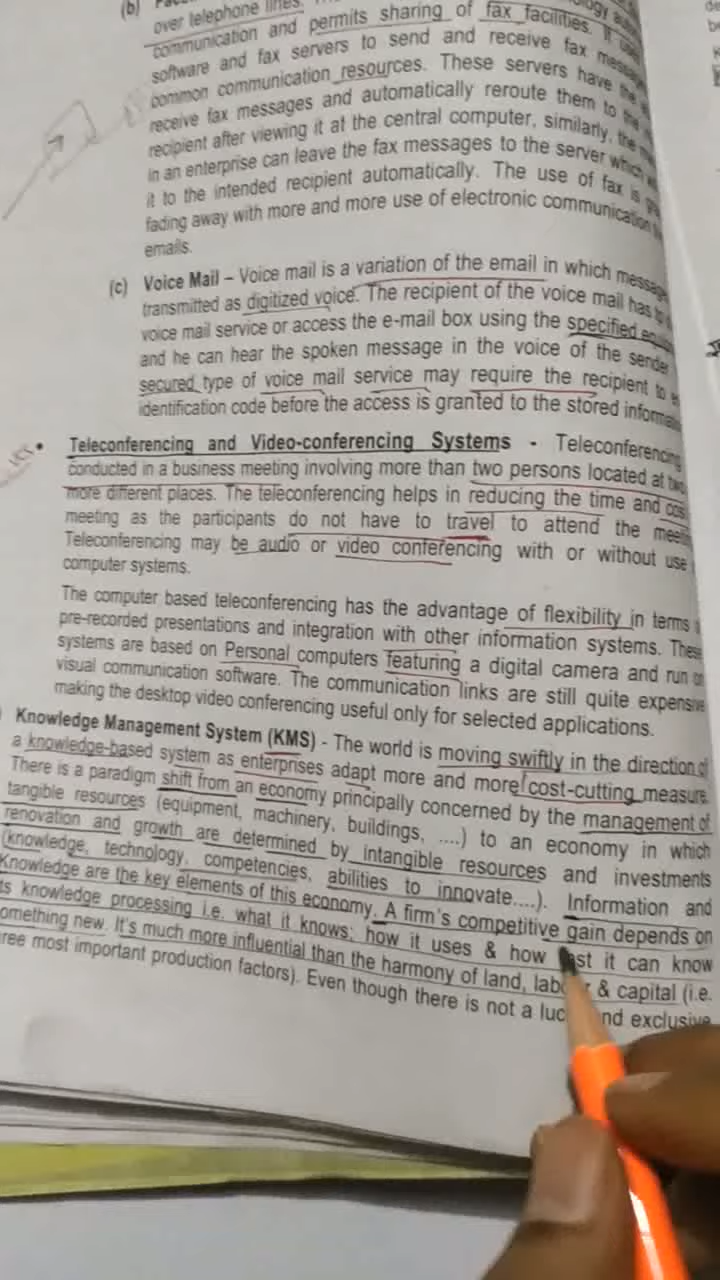 (b)
over telephone lines.
communication and permits sharing of fax facilities. It uses
software and fax servers to send and receive fax
common communication resources. These servers have the
receive fax messages and automatically reroute them to the
recipient after viewing it at the central computer, similarly, the
in an enterprise can leave the fax messages to the server which
it to the intended recipient automatically. The use of fax is
fading away with more and more use of electronic communication
emails.
(c) Voice Mail – Voice mail is a variation of the email in which
transmitted as digitized voice. The recipient of the voice mail has to
voice mail service or access the e-mail box using the specified
and he can hear the spoken message in the voice of the sender
secured type of voice mail service may require the recipient to
identification code before the access is granted to the stored
• Teleconferencing and Video-conferencing Systems - Teleconferencing
conducted in a business meeting involving more than two persons located at two
more different places. The teleconferencing helps in reducing the time and cos
meeting as the participants do not have to travel to attend the
Teleconferencing may be audio or video conferencing with or without use
computer systems.
The computer based teleconferencing has the advantage of flexibility in terms
pre-recorded presentations and integration with other information systems. These
systems are based on Personal computers featuring a digital camera and run on
visual communication software. The communication links are still quite expensive
making the desktop video conferencing useful only for selected applications.
) Knowledge Management System (KMS) - The world is moving swiftly in the direction of
a knowledge-based system as enterprises adapt more and more cost-cutting measure.
There is a paradigm shift from an economy principally concerned by the management of
tangible resources (equipment, machinery, buildings, ....) to an economy in which
renovation and growth are determined by intangible resources and investments
(knowledge, technology, competencies, abilities to innovate....). Information and
Knowledge are the key elements of this economy. A firm's competitive gain depends on
ts knowledge processing i.e. what it knows; how it uses & how st it can know
omething new. It's much more influential than the harmony of land, lab & capital (i.e.
ree most important production factors). Even though there is not a luc nd exclusive